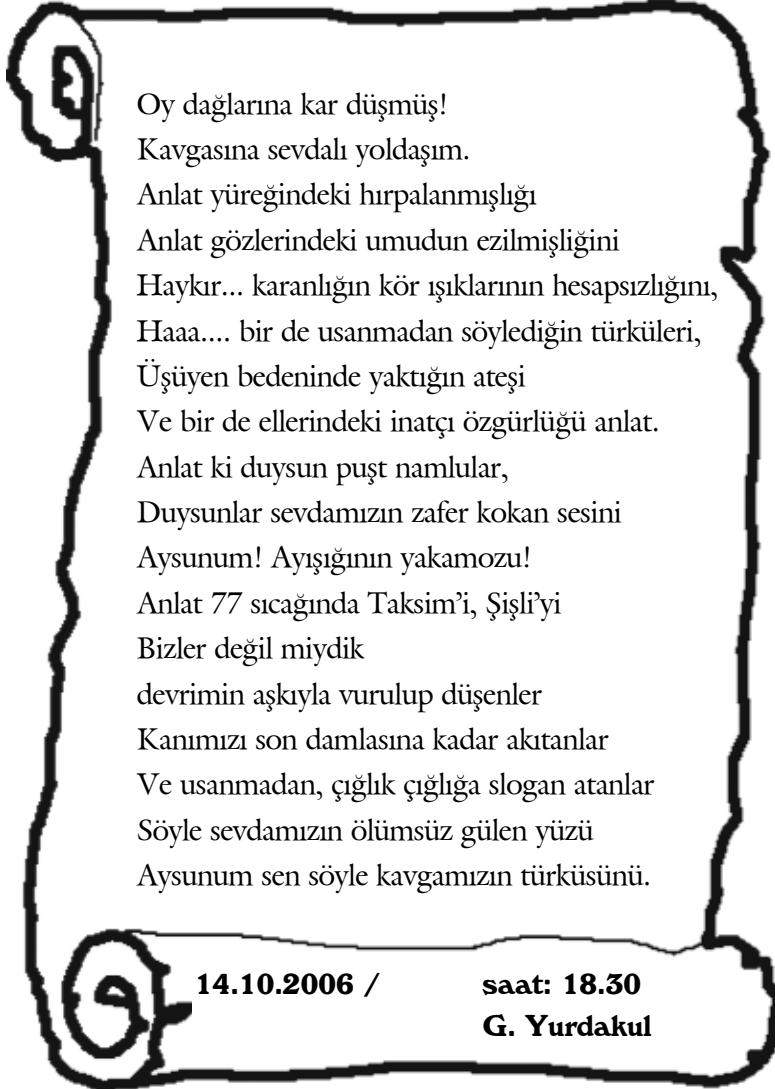 Oy dağlarına kar düşmüş!
Kavgasına sevdalı yoldaşım.
Anlat yüreğindeki hırpalanmışlığı
Anlat gözlerindeki umudun ezilmişliğini
Haykır... karanlığın kör ışıklarının hesapsızlığını,
Haaa.... bir de usanmadan söylediğin türküleri,
Üşüyen bedeninde yaktığın ateşi
Ve bir de ellerindeki inatçı özgürlüğü anlat.
Anlat ki duysun puşt namlular,
Duysunlar sevdamızın zafer kokan sesini
Aysunum! Ayışığının yakamozu!
Anlat 77 sıcağında Taksim’i, Şişli’yi
Bizler değil miydik
devrimin aşkıyla vurulup düşenler
Kanımızı son damlasına kadar akıtanlar
Ve usanmadan, çığlık çığlığa slogan atanlar
Söyle sevdamızın ölümsüz gülen yüzü
Aysunum sen söyle kavgamızın türküsünü.
14.10.2006 / saat: 18.30
G. Yurdakul